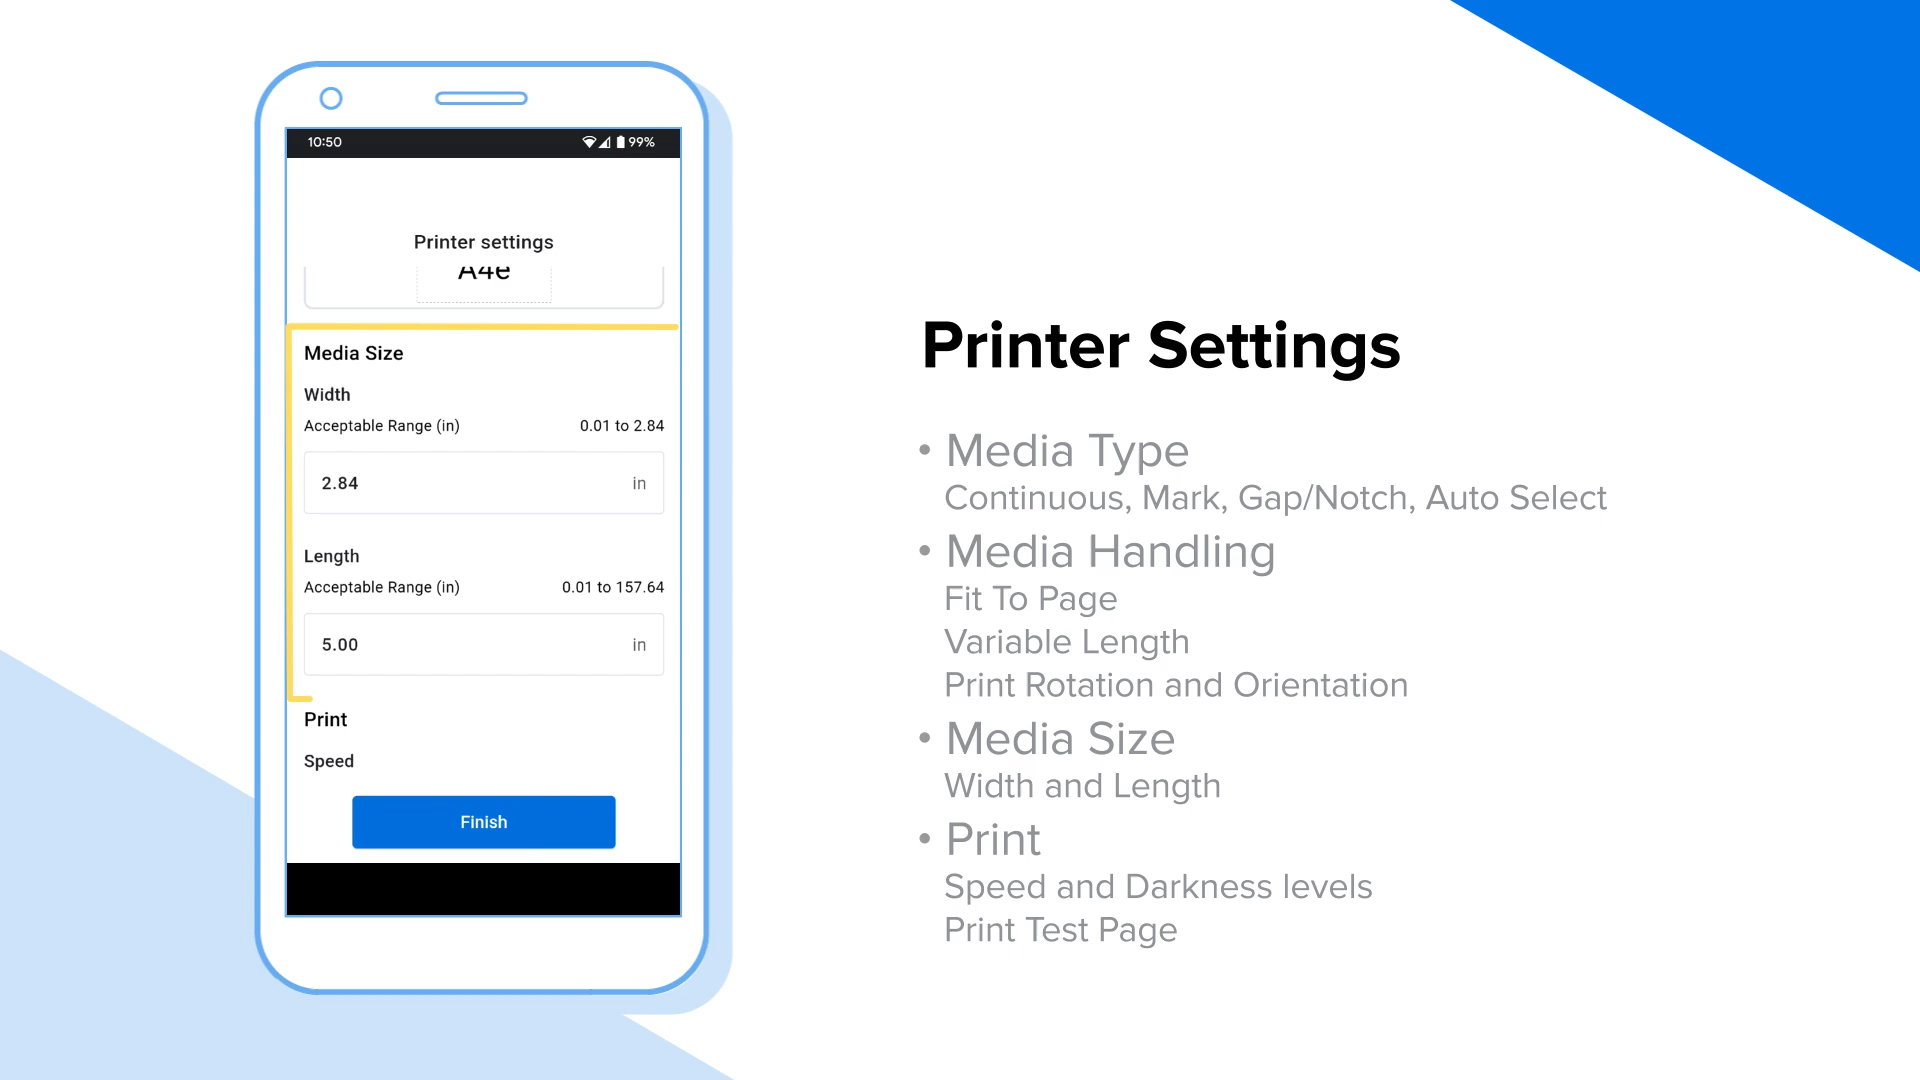 10:50
99%
Printer settings
A4e
Media Size
Width
Acceptable Range (in) 0.01 to 2.84
2.84 in
Length
Acceptable Range (in) 0.01 to 157.64
5.00 in
Print
Speed
Finish
Printer Settings
• Media Type
Continuous, Mark, Gap/Notch, Auto Select
• Media Handling
Fit To Page
Variable Length
Print Rotation and Orientation
• Media Size
Width and Length
• Print
Speed and Darkness levels
Print Test Page